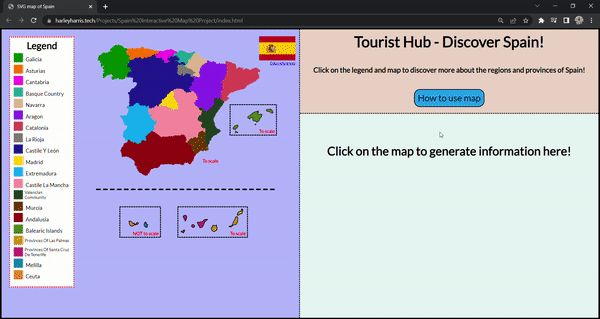 SVG map of Spain
harleyharris.tech/Projects/Spain%20Interactive%20Map%20Project/index.html
Legend
Galicia
Asturias
Cantabria
Basque Country
Navarra
Aragon
Catalonia
La Rioja
Castile Y León
Madrid
Extremadura
Castille La Mancha
Valencian
Community
Murcia
Andalusia
Balearic Islands
Provinces Of Las Palmas
Provinces Of Santa Cruz
De Tenerife
Melilla
Ceuta
To scale
To scale
NOT to scale
To scale
Tourist Hub - Discover Spain!
Click on the legend and map to discover more about the regions and provinces of Spain!
How to use map
Click on the map to generate information here!